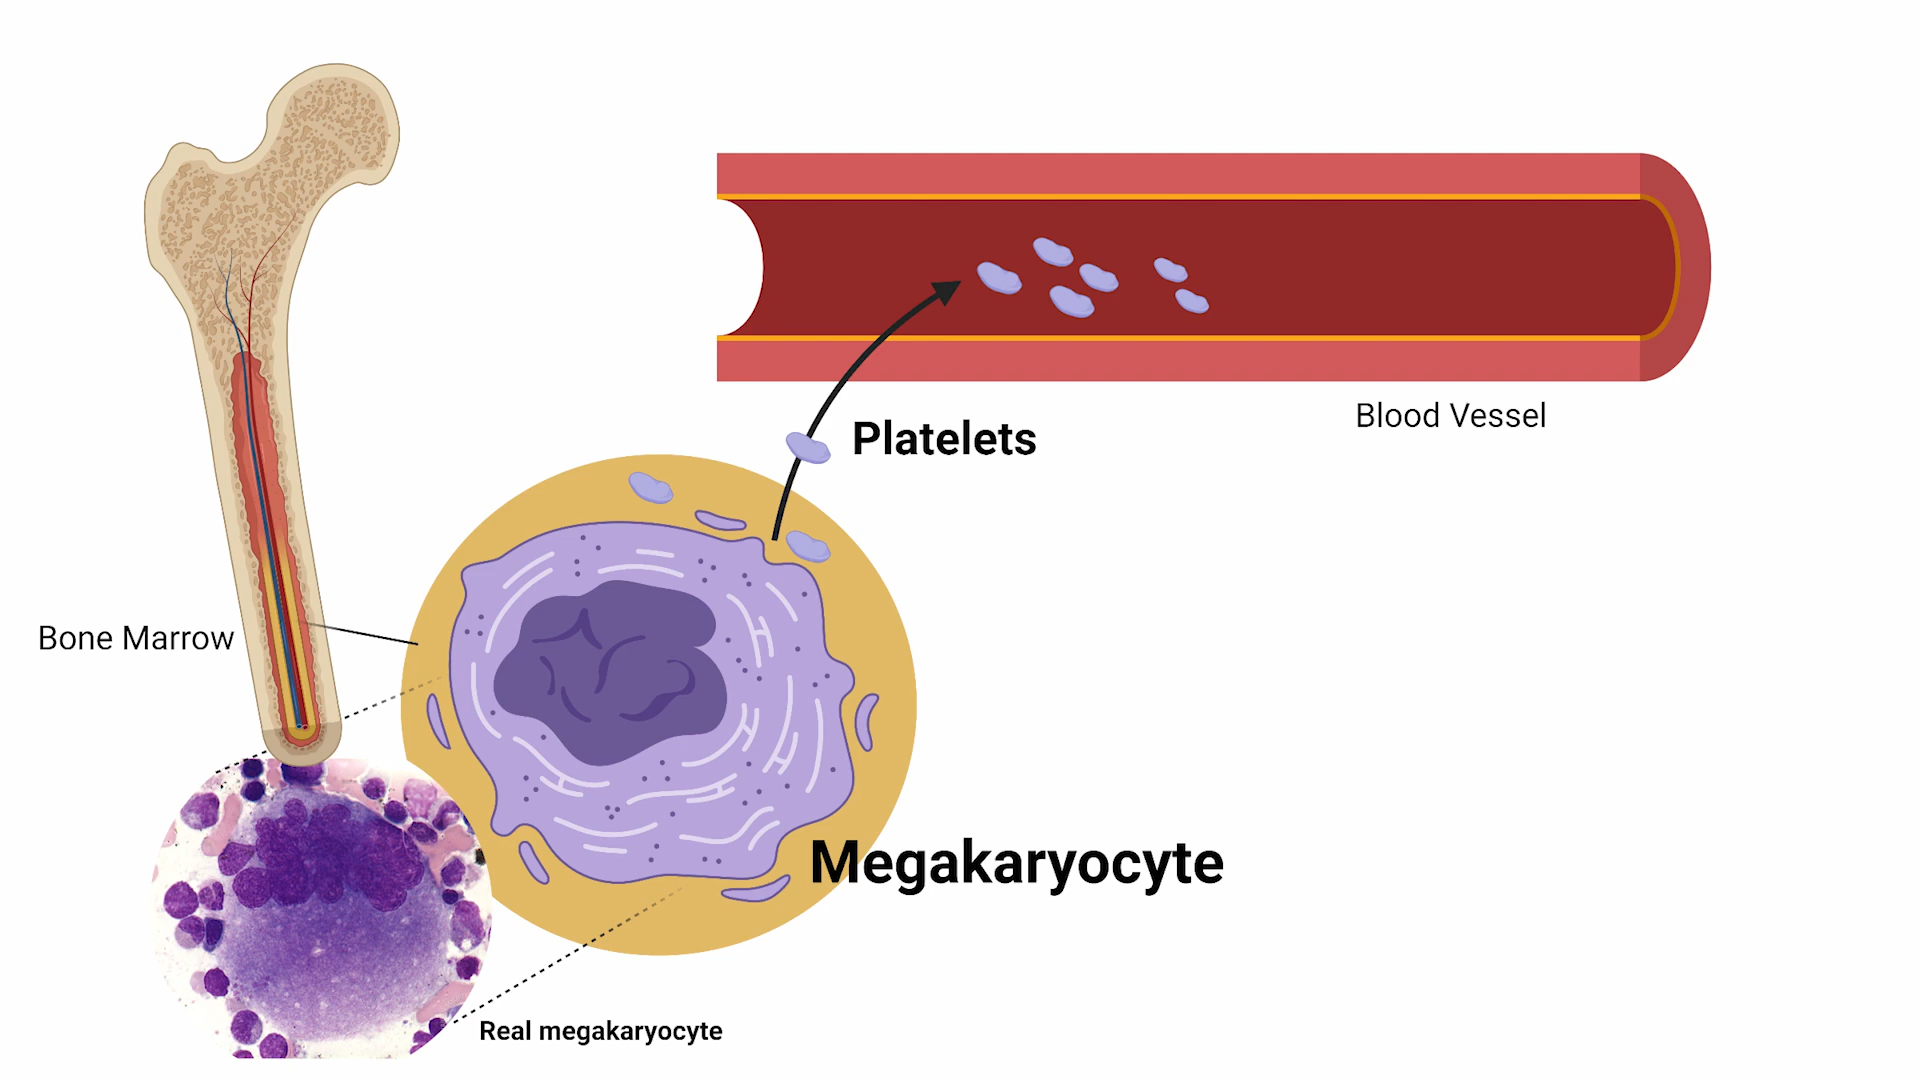 Blood Vessel
Platelets
Bone Marrow
Megakaryocyte
Real megakaryocyte